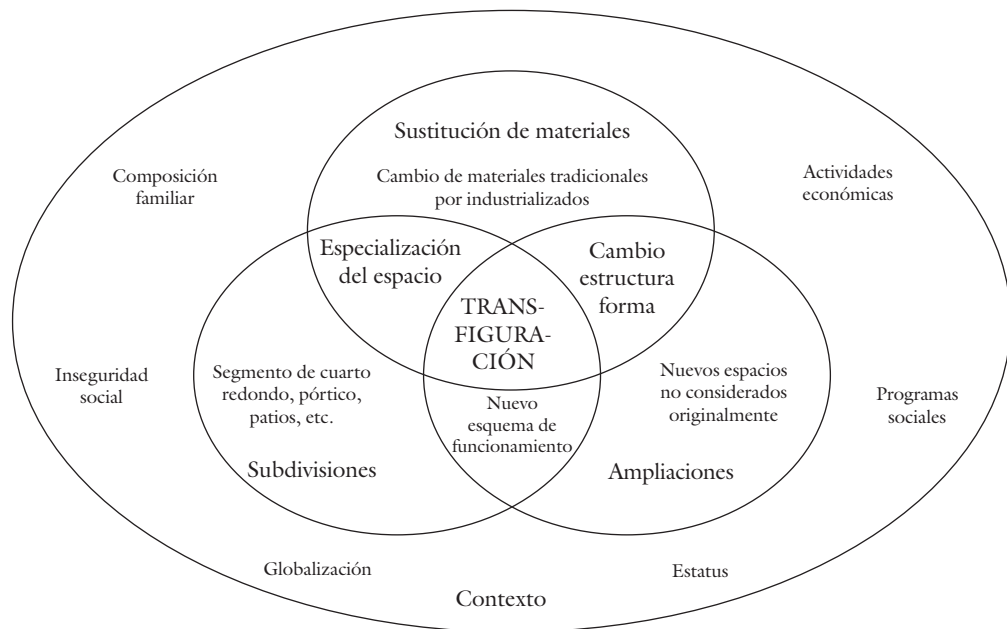 Sustitución de materiales
Composición
familiar
Cambio de materiales tradicionales
por industrializados
Actividades
económicas
Especialización
del espacio
Cambio
estructura
forma
TRANS-
FIGURA-
CIÓN
Inseguridad
social
Segmento de cuarto
redondo, pórtico,
patios, etc.
Nuevo
esquema de
funcionamiento
Nuevos espacios
no considerados
originalmente
Programas
sociales
Subdivisiones
Ampliaciones
Globalización
Estatus
Contexto